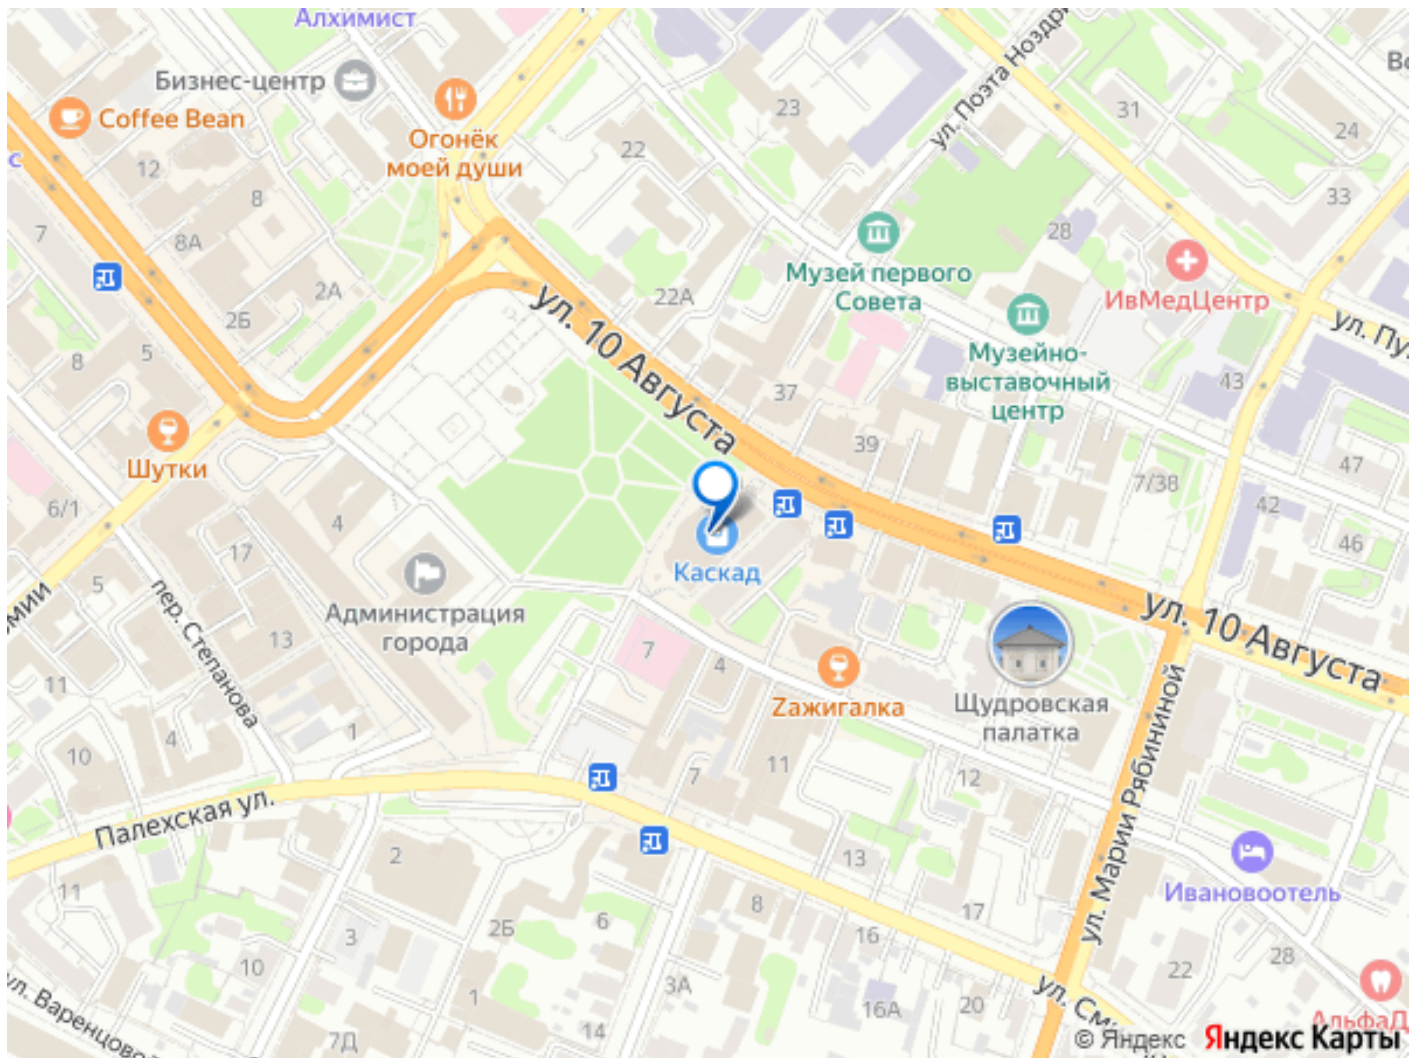 Алхимист
Бизнес-центр
Coffee Bean
Огонёк
моей души
ул. Поэта Ноздр
23
22
31
24
33
12
8
8А
7
2А
2Б
5
8
22А
28
Музей первого
Совета
ИвМедЦентр
Музейно-
выставочный
центр
ул. Пу
ул. 10 Августа
37
39
43
47
42
46
7/38
Шутки
6/1
4
17
5
13
11
10
4
1
мии
пер. Степанова
Администрация
города
Каскад
7
4
Zажигалка
Щудровская
палатка
ул. 10 Августа
ул. Марии Рябининой
Палехская ул.
7
11
12
13
17
2
11
3
10
2Б
6
8
16
1
3А
14
7Д
16А
20
22
28
Ивановоотель
ул. См
ул. Варенцово
АльфаД
© Яндекс Яндекс Карты